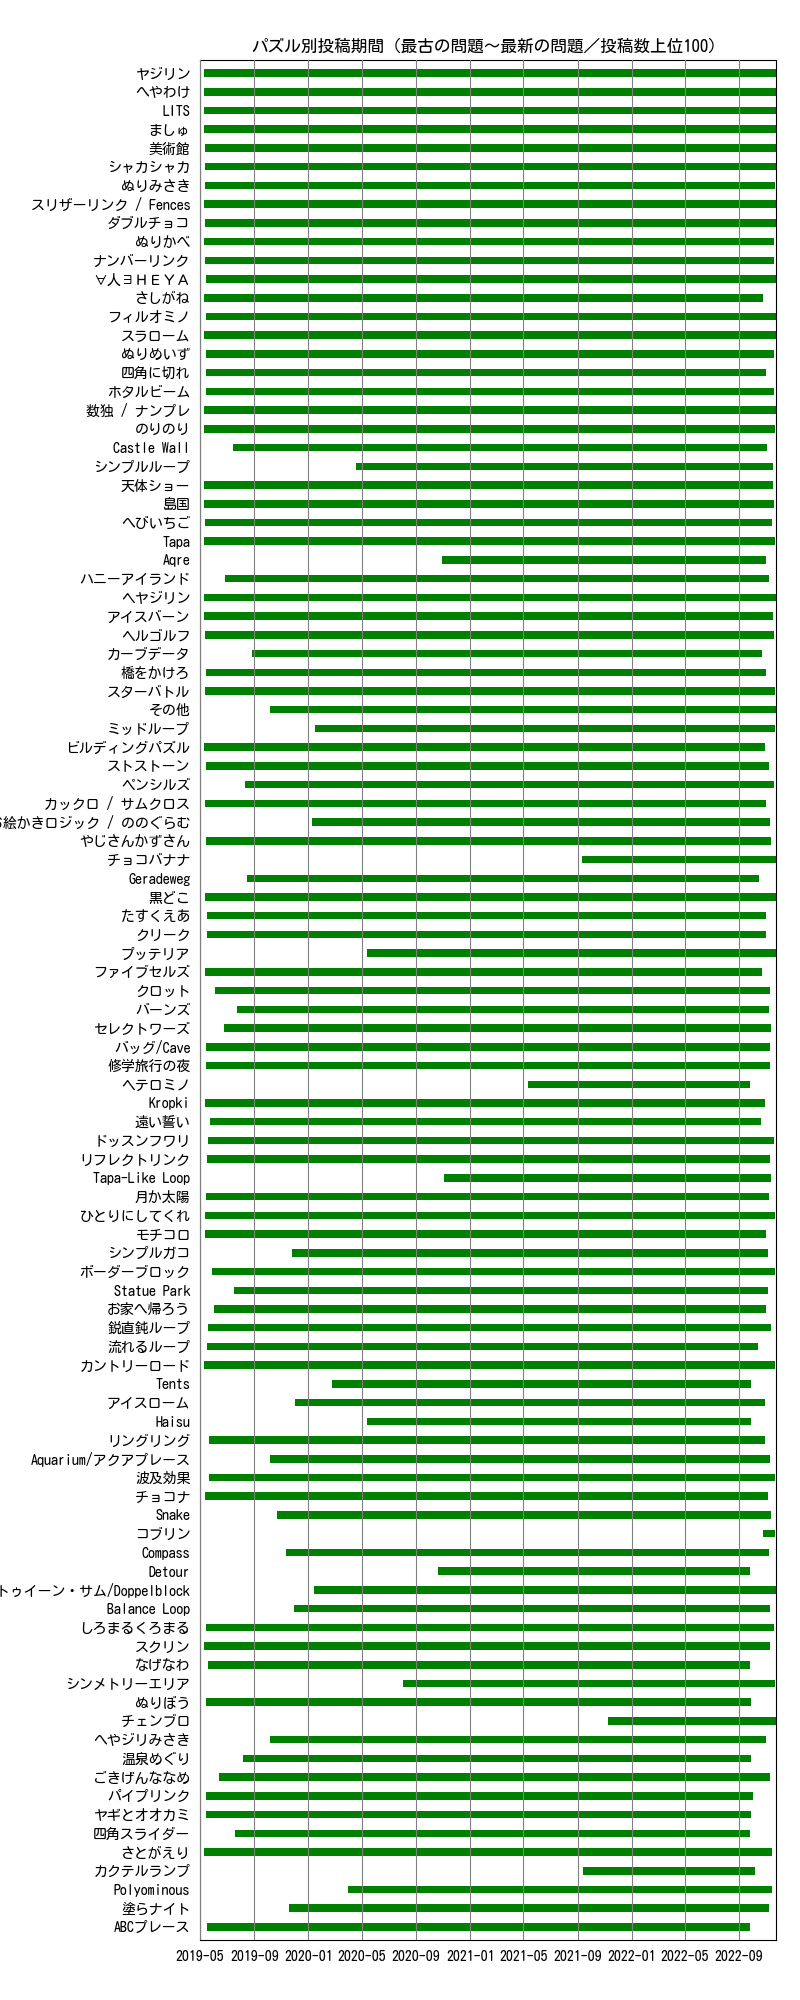 パズル別投稿期間（最古の問題～最新の問題／投稿数上位100）
ヤジリン
へやわけ
LITS
ましゅ
美術館
シャカシャカ
ぬりみさき
スリザーリンク / Fences
ダブルチョコ
ぬりかべ
ナンバーリンク
∀人∃ＨＥＹＡ
さしがね
フィルオミノ
スラローム
ぬりめいず
四角に切れ
ホタルビーム
数独 / ナンプレ
のりのり
Castle Wall
シンプルループ
天体ショー
島国
へびいちご
Tapa
Aqre
ハニーアイランド
ヘヤジリン
アイスバーン
ヘルゴルフ
カーブデータ
橋をかけろ
スターバトル
その他
ミッドループ
ビルディングパズル
ストストーン
ペンシルズ
カックロ / サムクロス
絵かきロジック / ののぐらむ
やじさんかずさん
チョコバナナ
Geradeweg
黒どこ
たすくえあ
クリーク
プッテリア
ファイブセルズ
クロット
バーンズ
セレクトワーズ
バッグ/Cave
修学旅行の夜
ヘテロミノ
Kropki
遠い誓い
ドッスンフワリ
リフレクトリンク
Tapa-Like Loop
月か太陽
ひとりにしてくれ
モチコロ
シンプルガコ
ボーダーブロック
Statue Park
お家へ帰ろう
鋭直鈍ループ
流れるループ
カントリーロード
Tents
アイスローム
Haisu
リングリング
Aquarium/アクアプレース
波及効果
チョコナ
Snake
コブリン
Compass
Detour
トゥイーン・サム/Doppelblock
Balance Loop
しろまるくろまる
スクリン
なげなわ
シンメトリーエリア
ぬりぼう
チェンブロ
へやジリみさき
温泉めぐり
ごきげんななめ
パイプリンク
ヤギとオオカミ
四角スライダー
さとがえり
カクテルランプ
Polyominous
塗らナイト
ABCプレース
2019-05 2019-09 2020-01 2020-05 2020-09 2021-01 2021-05 2021-09 2022-01 2022-05 2022-09